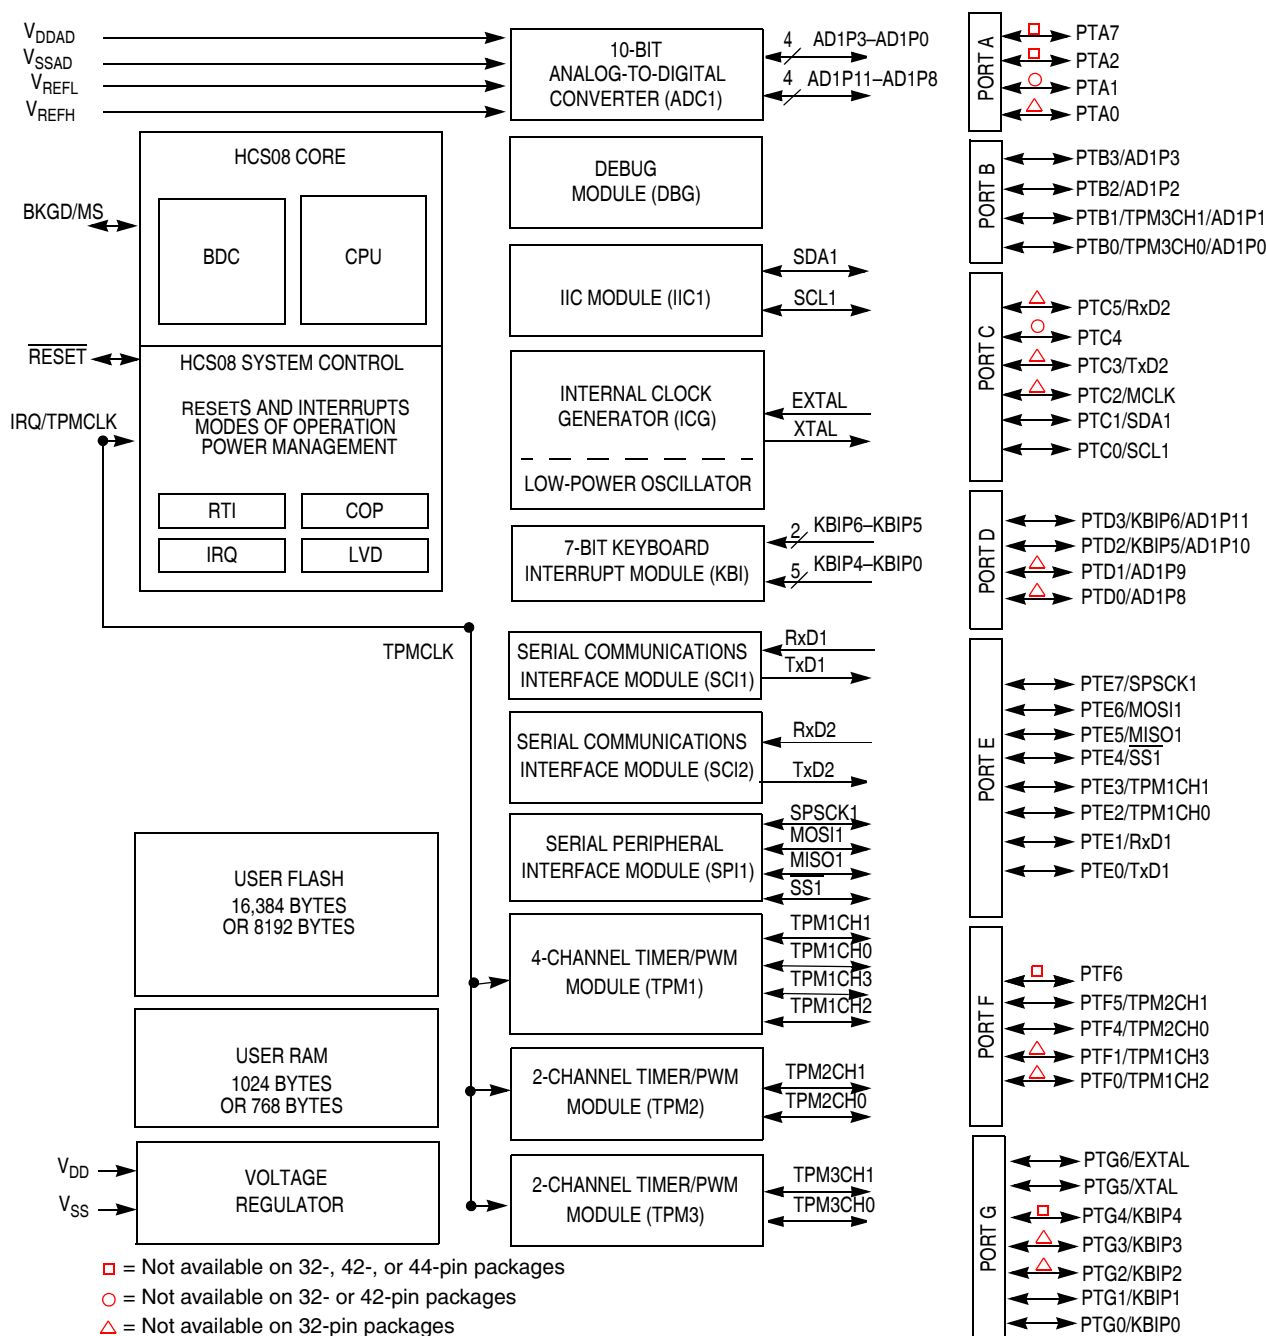 VDDAD
VSSAD
VREFL
VREFH
10-BIT
ANALOG-TO-DIGITAL
CONVERTER (ADC1)
4 AD1P3–AD1P0
4 AD1P11–AD1P8
HCS08 CORE
BDC
CPU
BKGD/MS
RESET
IRQ/TPMCLK
HCS08 SYSTEM CONTROL
RESETS AND INTERRUPTS
MODES OF OPERATION
POWER MANAGEMENT
RTI
COP
IRQ
LVD
TPMCLK
DEBUG
MODULE (DBG)
IIC MODULE (IIC1)
SDA1
SCL1
INTERNAL CLOCK
GENERATOR (ICG)
LOW-POWER OSCILLATOR
EXTAL
XTAL
7-BIT KEYBOARD
INTERRUPT MODULE (KBI)
2 KBIP6–KBIP5
5 KBIP4–KBIP0
SERIAL COMMUNICATIONS
INTERFACE MODULE (SCI1)
RxD1
TxD1
SERIAL COMMUNICATIONS
INTERFACE MODULE (SCI2)
RxD2
TxD2
SERIAL PERIPHERAL
INTERFACE MODULE (SPI1)
SPSCK1
MOSI1
MISO1
SS1
4-CHANNEL TIMER/PWM
MODULE (TPM1)
TPM1CH1
TPM1CH0
TPM1CH3
TPM1CH2
2-CHANNEL TIMER/PWM
MODULE (TPM2)
TPM2CH1
TPM2CH0
2-CHANNEL TIMER/PWM
MODULE (TPM3)
TPM3CH1
TPM3CH0
USER FLASH
16,384 BYTES
OR 8192 BYTES
USER RAM
1024 BYTES
OR 768 BYTES
VOLTAGE
REGULATOR
VDD
VSS
PORT A
PTA7
PTA2
PTA1
PTA0
PORT B
PTB3/AD1P3
PTB2/AD1P2
PTB1/TPM3CH1/AD1P1
PTB0/TPM3CH0/AD1P0
PORT C
PTC5/RxD2
PTC4
PTC3/TxD2
PTC2/MCLK
PTC1/SDA1
PTC0/SCL1
PORT D
PTD3/KBIP6/AD1P11
PTD2/KBIP5/AD1P10
PTD1/AD1P9
PTD0/AD1P8
PORT E
PTE7/SPSCK1
PTE6/MOSI1
PTE5/MISO1
PTE4/SS1
PTE3/TPM1CH1
PTE2/TPM1CH0
PTE1/RxD1
PTE0/TxD1
PORT F
PTF6
PTF5/TPM2CH1
PTF4/TPM2CH0
PTF1/TPM1CH3
PTF0/TPM1CH2
PORT G
PTG6/EXTAL
PTG5/XTAL
PTG4/KBIP4
PTG3/KBIP3
PTG2/KBIP2
PTG1/KBIP1
PTG0/KBIP0
= Not available on 32-, 42-, or 44-pin packages
= Not available on 32- or 42-pin packages
= Not available on 32-pin packages